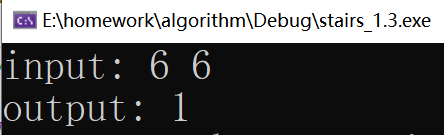 E:\homework\algorithm\Debug\stairs_1.3.exe
input: 6 6
output: 1